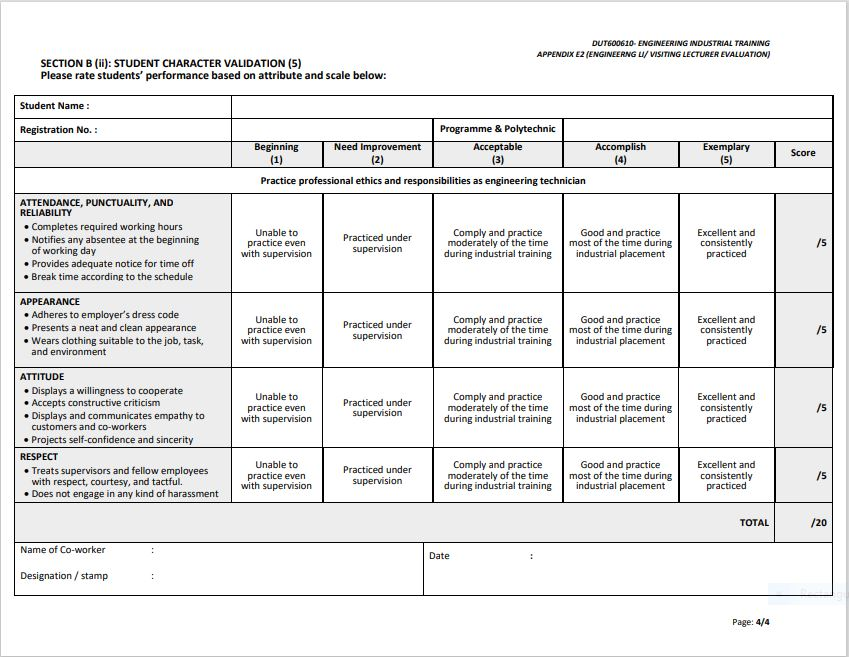 DUT600610- ENGINEERING INDUSTRIAL TRAINING
APPENDIX E2 (ENGINEERNG LI/ VISITING LECTURER EVALUATION)
SECTION B (ii): STUDENT CHARACTER VALIDATION (5)
Please rate students’ performance based on attribute and scale below:
Student Name :
Registration No. :
Programme & Polytechnic
Beginning
(1)
Need Improvement
(2)
Acceptable
(3)
Accomplish
(4)
Exemplary
(5)
Score
Practice professional ethics and responsibilities as engineering technician
ATTENDANCE, PUNCTUALITY, AND
RELIABILITY
• Completes required working hours
• Notifies any absentee at the beginning
of working day
• Provides adequate notice for time off
• Break time according to the schedule
Unable to
practice even
with supervision
Practiced under
supervision
Comply and practice
moderately of the time
during industrial training
Good and practice
most of the time during
industrial placement
Excellent and
consistently
practiced
/5
APPEARANCE
• Adheres to employer’s dress code
• Presents a neat and clean appearance
• Wears clothing suitable to the job, task,
and environment
Unable to
practice even
with supervision
Practiced under
supervision
Comply and practice
moderately of the time
during industrial training
Good and practice
most of the time during
industrial placement
Excellent and
consistently
practiced
/5
ATTITUDE
• Displays a willingness to cooperate
• Accepts constructive criticism
• Displays and communicates empathy to
customers and co-workers
• Projects self-confidence and sincerity
Unable to
practice even
with supervision
Practiced under
supervision
Comply and practice
moderately of the time
during industrial training
Good and practice
most of the time during
industrial placement
Excellent and
consistently
practiced
/5
RESPECT
• Treats supervisors and fellow employees
with respect, courtesy, and tactful.
• Does not engage in any kind of harassment
Unable to
practice even
with supervision
Practiced under
supervision
Comply and practice
moderately of the time
during industrial training
Good and practice
most of the time during
industrial placement
Excellent and
consistently
practiced
/5
TOTAL
/20
Name of Co-worker :
Designation / stamp :
Date :
Page: 4/4